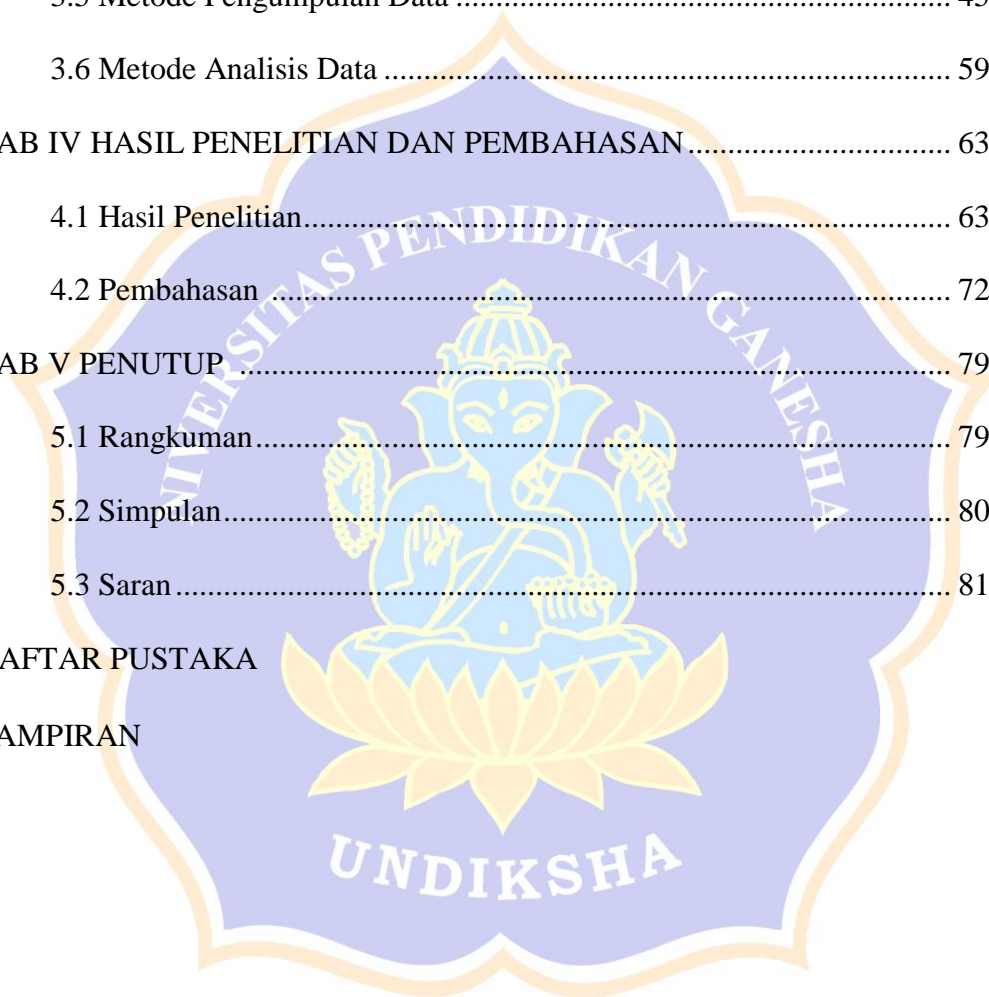 3.6 Metode Analisis Data ........................................................................ 59
AB IV HASIL PENELITIAN DAN PEMBAHASAN ................................. 63
4.1 Hasil Penelitian.................................................................................. 63
4.2 Pembahasan ...................................................................................... 72
AB V PENUTUP ......................................................................................... 79
5.1 Rangkuman........................................................................................ 79
5.2 Simpulan............................................................................................ 80
5.3 Saran .................................................................................................. 81
AFTAR PUSTAKA
AMPIRAN
NIVERSITAS PENDIDIKAN GANESHA
UNDIKSHA